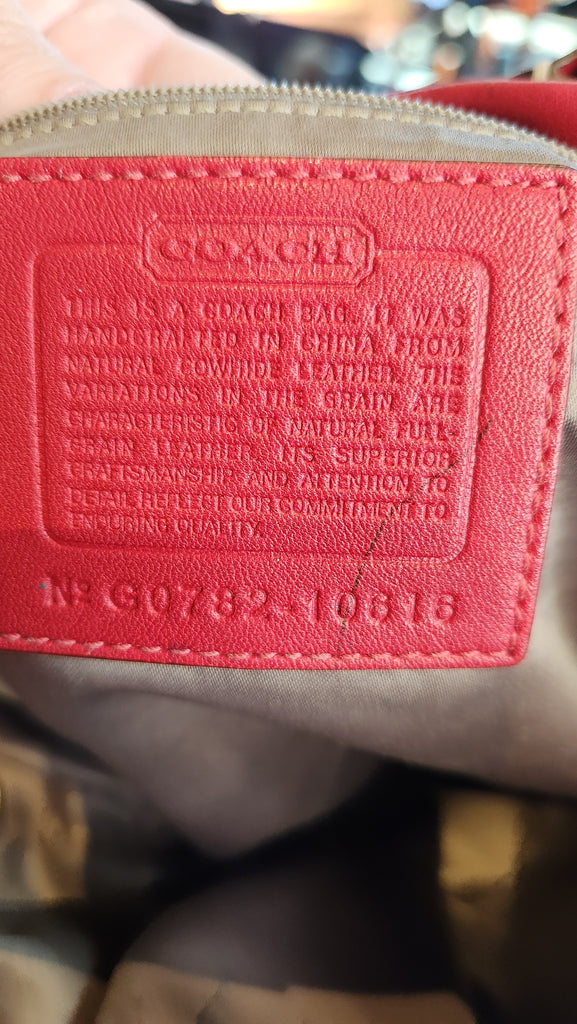 COACH
THIS IS A COACH BAG. IT WAS
HANDCRAFTED IN CHINA FROM
NATURAL COWHIDE LEATHER. THE
VARIATIONS IN THE GRAIN ARE
CHARACTERISTIC OF NATURAL FULL-
GRAIN LEATHER. ITS SUPERIOR
CRAFTSMANSHIP AND ATTENTION TO
DETAIL REFLECT OUR COMMITMENT TO
ENDURING QUALITY.
Nº G0782-10616